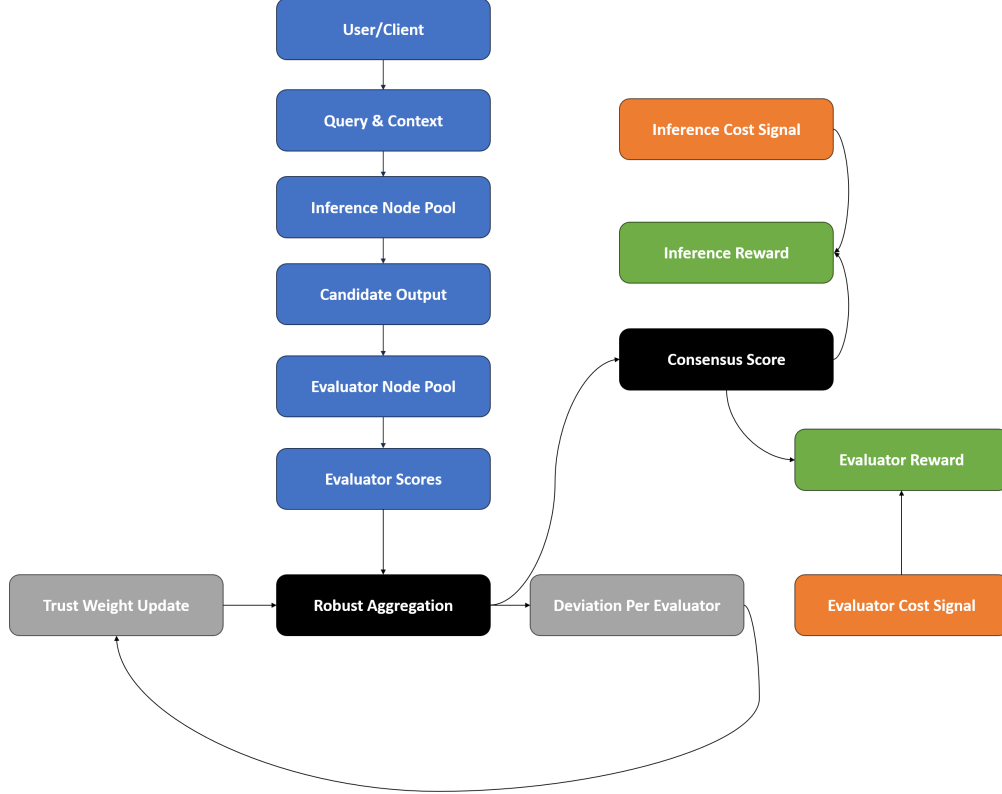 User/Client
Query & Context
Inference Cost Signal
Inference Node Pool
Inference Reward
Candidate Output
Consensus Score
Evaluator Node Pool
Evaluator Reward
Evaluator Scores
Trust Weight Update
Robust Aggregation
Deviation Per Evaluator
Evaluator Cost Signal